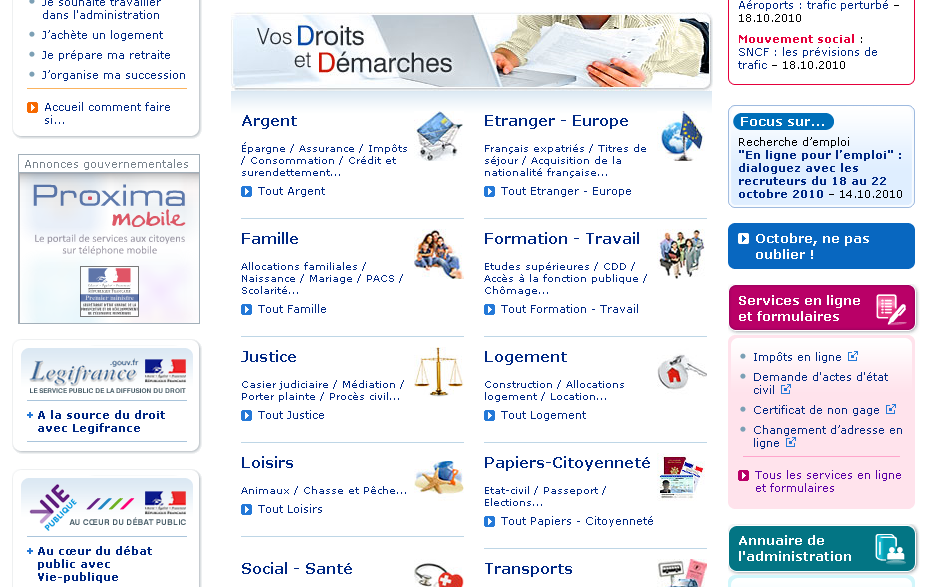 Je souhaite travailler
dans l'administration
J'achète un logement
Je prépare ma retraite
J'organise ma succession
Accueil comment faire
si...
Annonces gouvernementales
Proxima
mobile
Le portail de services aux citoyens
sur téléphone mobile
Premier ministre
Legifrance
.gouv.fr
LE SERVICE PUBLIC DE LA DIFFUSION DU DROIT
+ A la source du droit
avec Legifrance
VIE
PUBLIQUE
AU CŒUR DU DÉBAT PUBLIC
+ Au cœur du débat
public avec
Vie-publique
Vos Droits
et Démarches
Argent
Épargne / Assurance / Impôts
/ Consommation / Crédit et
surendettement...
Tout Argent
Etranger - Europe
Français expatriés / Titres de
séjour / Acquisition de la
nationalité française...
Tout Etranger - Europe
Famille
Allocations familiales /
Naissance / Mariage / PACS /
Scolarité...
Tout Famille
Formation - Travail
Etudes supérieures / CDD /
Accès à la fonction publique /
Chômage...
Tout Formation - Travail
Justice
Casier judiciaire / Médiation /
Porter plainte / Procès civil...
Tout Justice
Logement
Construction / Allocations
logement / Location...
Tout Logement
Loisirs
Animaux / Chasse et Pêche...
Tout Loisirs
Papiers-Citoyenneté
Etat-civil / Passeport /
Elections...
Tout Papiers - Citoyenneté
Social - Santé
Transports
Aéroports : trafic perturbé –
18.10.2010
Mouvement social :
SNCF : les prévisions de
trafic – 18.10.2010
Focus sur...
Recherche d'emploi
"En ligne pour l'emploi" :
dialoguez avec les
recruteurs du 18 au 22
octobre 2010 – 14.10.2010
Octobre, ne pas
oublier !
Services en ligne
et formulaires
Impôts en ligne
Demande d'actes d'état
civil
Certificat de non gage
Changement d'adresse en
ligne
Tous les services en ligne
et formulaires
Annuaire de
l'administration